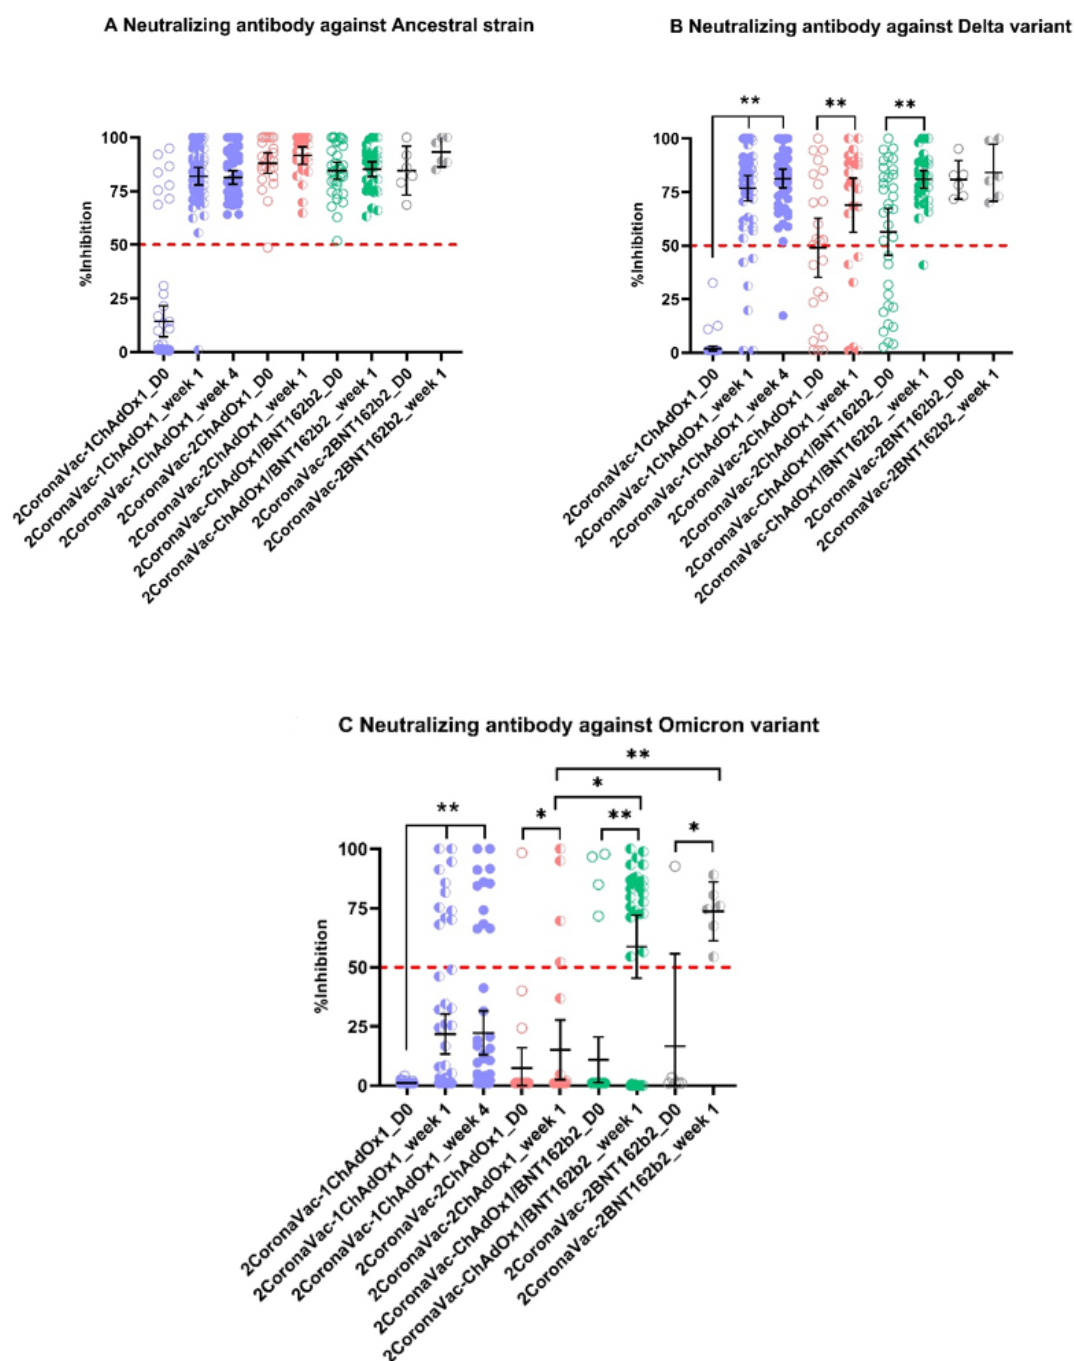 A Neutralizing antibody against Ancestral strain
%Inhibition
100
75
50
25
0
2CoronaVac-1ChAdOx1_D0
2CoronaVac-1ChAdOx1_week 1
2CoronaVac-1ChAdOx1_week 4
2CoronaVac-2ChAdOx1_D0
2CoronaVac-2ChAdOx1_week 1
2CoronaVac-ChAdOx1/BNT162b2_D0
2CoronaVac-ChAdOx1/BNT162b2_week 1
2CoronaVac-2BNT162b2_D0
2CoronaVac-2BNT162b2_week 1
B Neutralizing antibody against Delta variant
** ** **
%Inhibition
100
75
50
25
0
2CoronaVac-1ChAdOx1_D0
2CoronaVac-1ChAdOx1_week 1
2CoronaVac-1ChAdOx1_week 4
2CoronaVac-2ChAdOx1_D0
2CoronaVac-2ChAdOx1_week 1
2CoronaVac-ChAdOx1/BNT162b2_D0
2CoronaVac-ChAdOx1/BNT162b2_week 1
2CoronaVac-2BNT162b2_D0
2CoronaVac-2BNT162b2_week 1
C Neutralizing antibody against Omicron variant
**
*
** * ** *
%Inhibition
100
75
50
25
0
2CoronaVac-1ChAdOx1_D0
2CoronaVac-1ChAdOx1_week 1
2CoronaVac-1ChAdOx1_week 4
2CoronaVac-2ChAdOx1_D0
2CoronaVac-2ChAdOx1_week 1
2CoronaVac-ChAdOx1/BNT162b2_D0
2CoronaVac-ChAdOx1/BNT162b2_week 1
2CoronaVac-2BNT162b2_D0
2CoronaVac-2BNT162b2_week 1